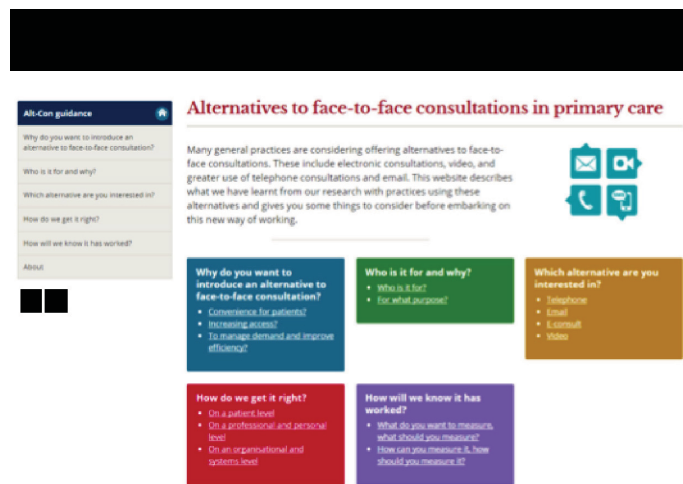 Alt-Con guidance
Why do you want to introduce an
alternative to face-to-face consultation?
Who is it for and why?
Which alternative are you interested in?
How do we get it right?
How will we know it has worked?
About
Alternatives to face-to-face consultations in primary care
Many general practices are considering offering alternatives to face-to-
face consultations. These include electronic consultations, video, and
greater use of telephone consultations and email. This website describes
what we have learnt from our research with practices using these
alternatives and gives you some things to consider before embarking on
this new way of working.
Why do you want to
introduce an alternative to
face-to-face consultation?
• Convenience for patients?
• Increasing access?
• To manage demand and improve
efficiency?
Who is it for and why?
• Who is it for?
• For what purpose?
Which alternative are you
interested in?
• Telephone
• Email
• E-consult
• Video
How do we get it right?
• On a patient level
• On a professional and personal
level
• On an organisational and
systems level
How will we know it has
worked?
• What do you want to measure,
what should you measure?
• How can you measure it, how
should you measure it?